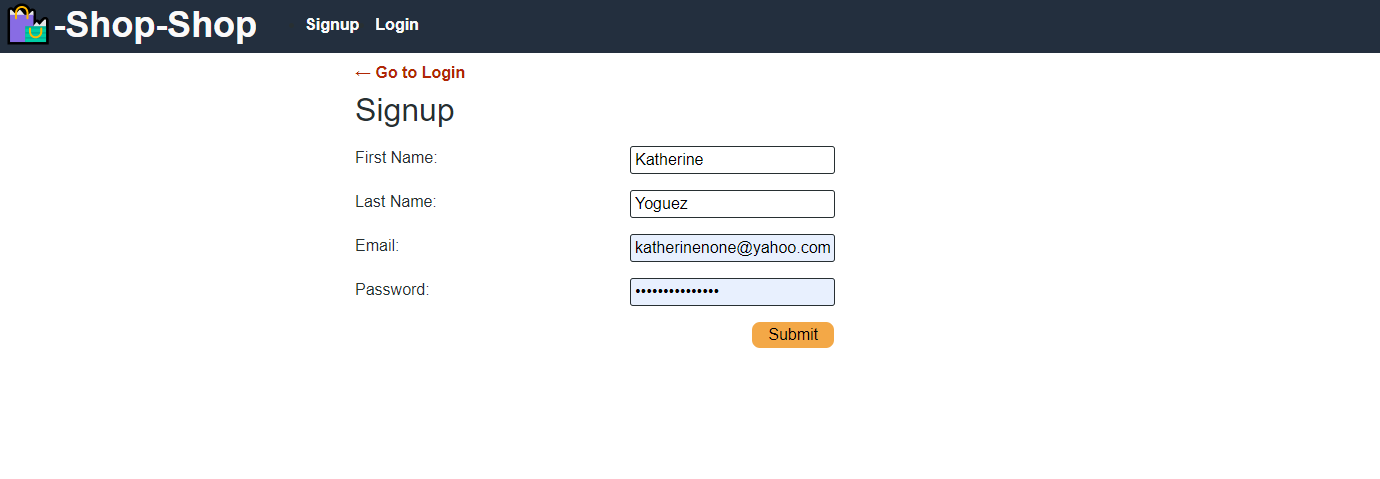 -Shop-Shop Signup Login
← Go to Login
Signup
First Name: Katherine
Last Name: Yoguez
Email: katherinenone@yahoo.com
Password: •••••••••••••••
Submit